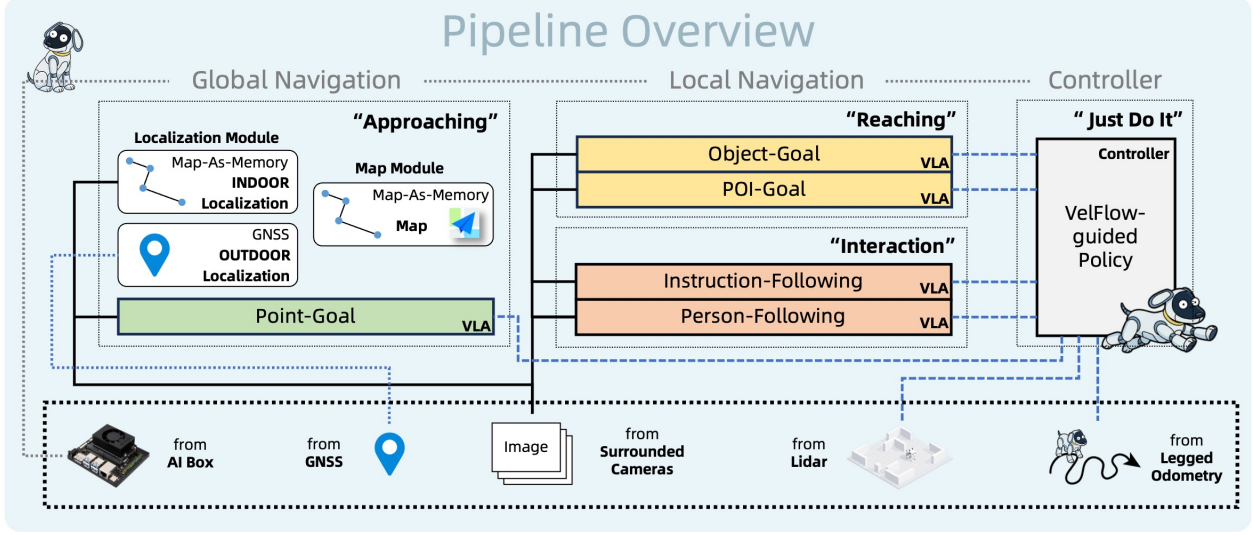 Pipeline Overview
Global Navigation
Local Navigation
Controller
“Approaching”
Localization Module
Map-As-Memory
INDOOR
Localization
GNSS
OUTDOOR
Localization
Map Module
Map-As-Memory
Map
Point-Goal
VLA
“Reaching”
Object-Goal
VLA
POI-Goal
VLA
“Interaction”
Instruction-Following
VLA
Person-Following
VLA
“ Just Do It”
Controller
VelFlow-
guided
Policy
from
AI Box
from
GNSS
Image
from
Surrounded
Cameras
from
Lidar
from
Legged
Odometry